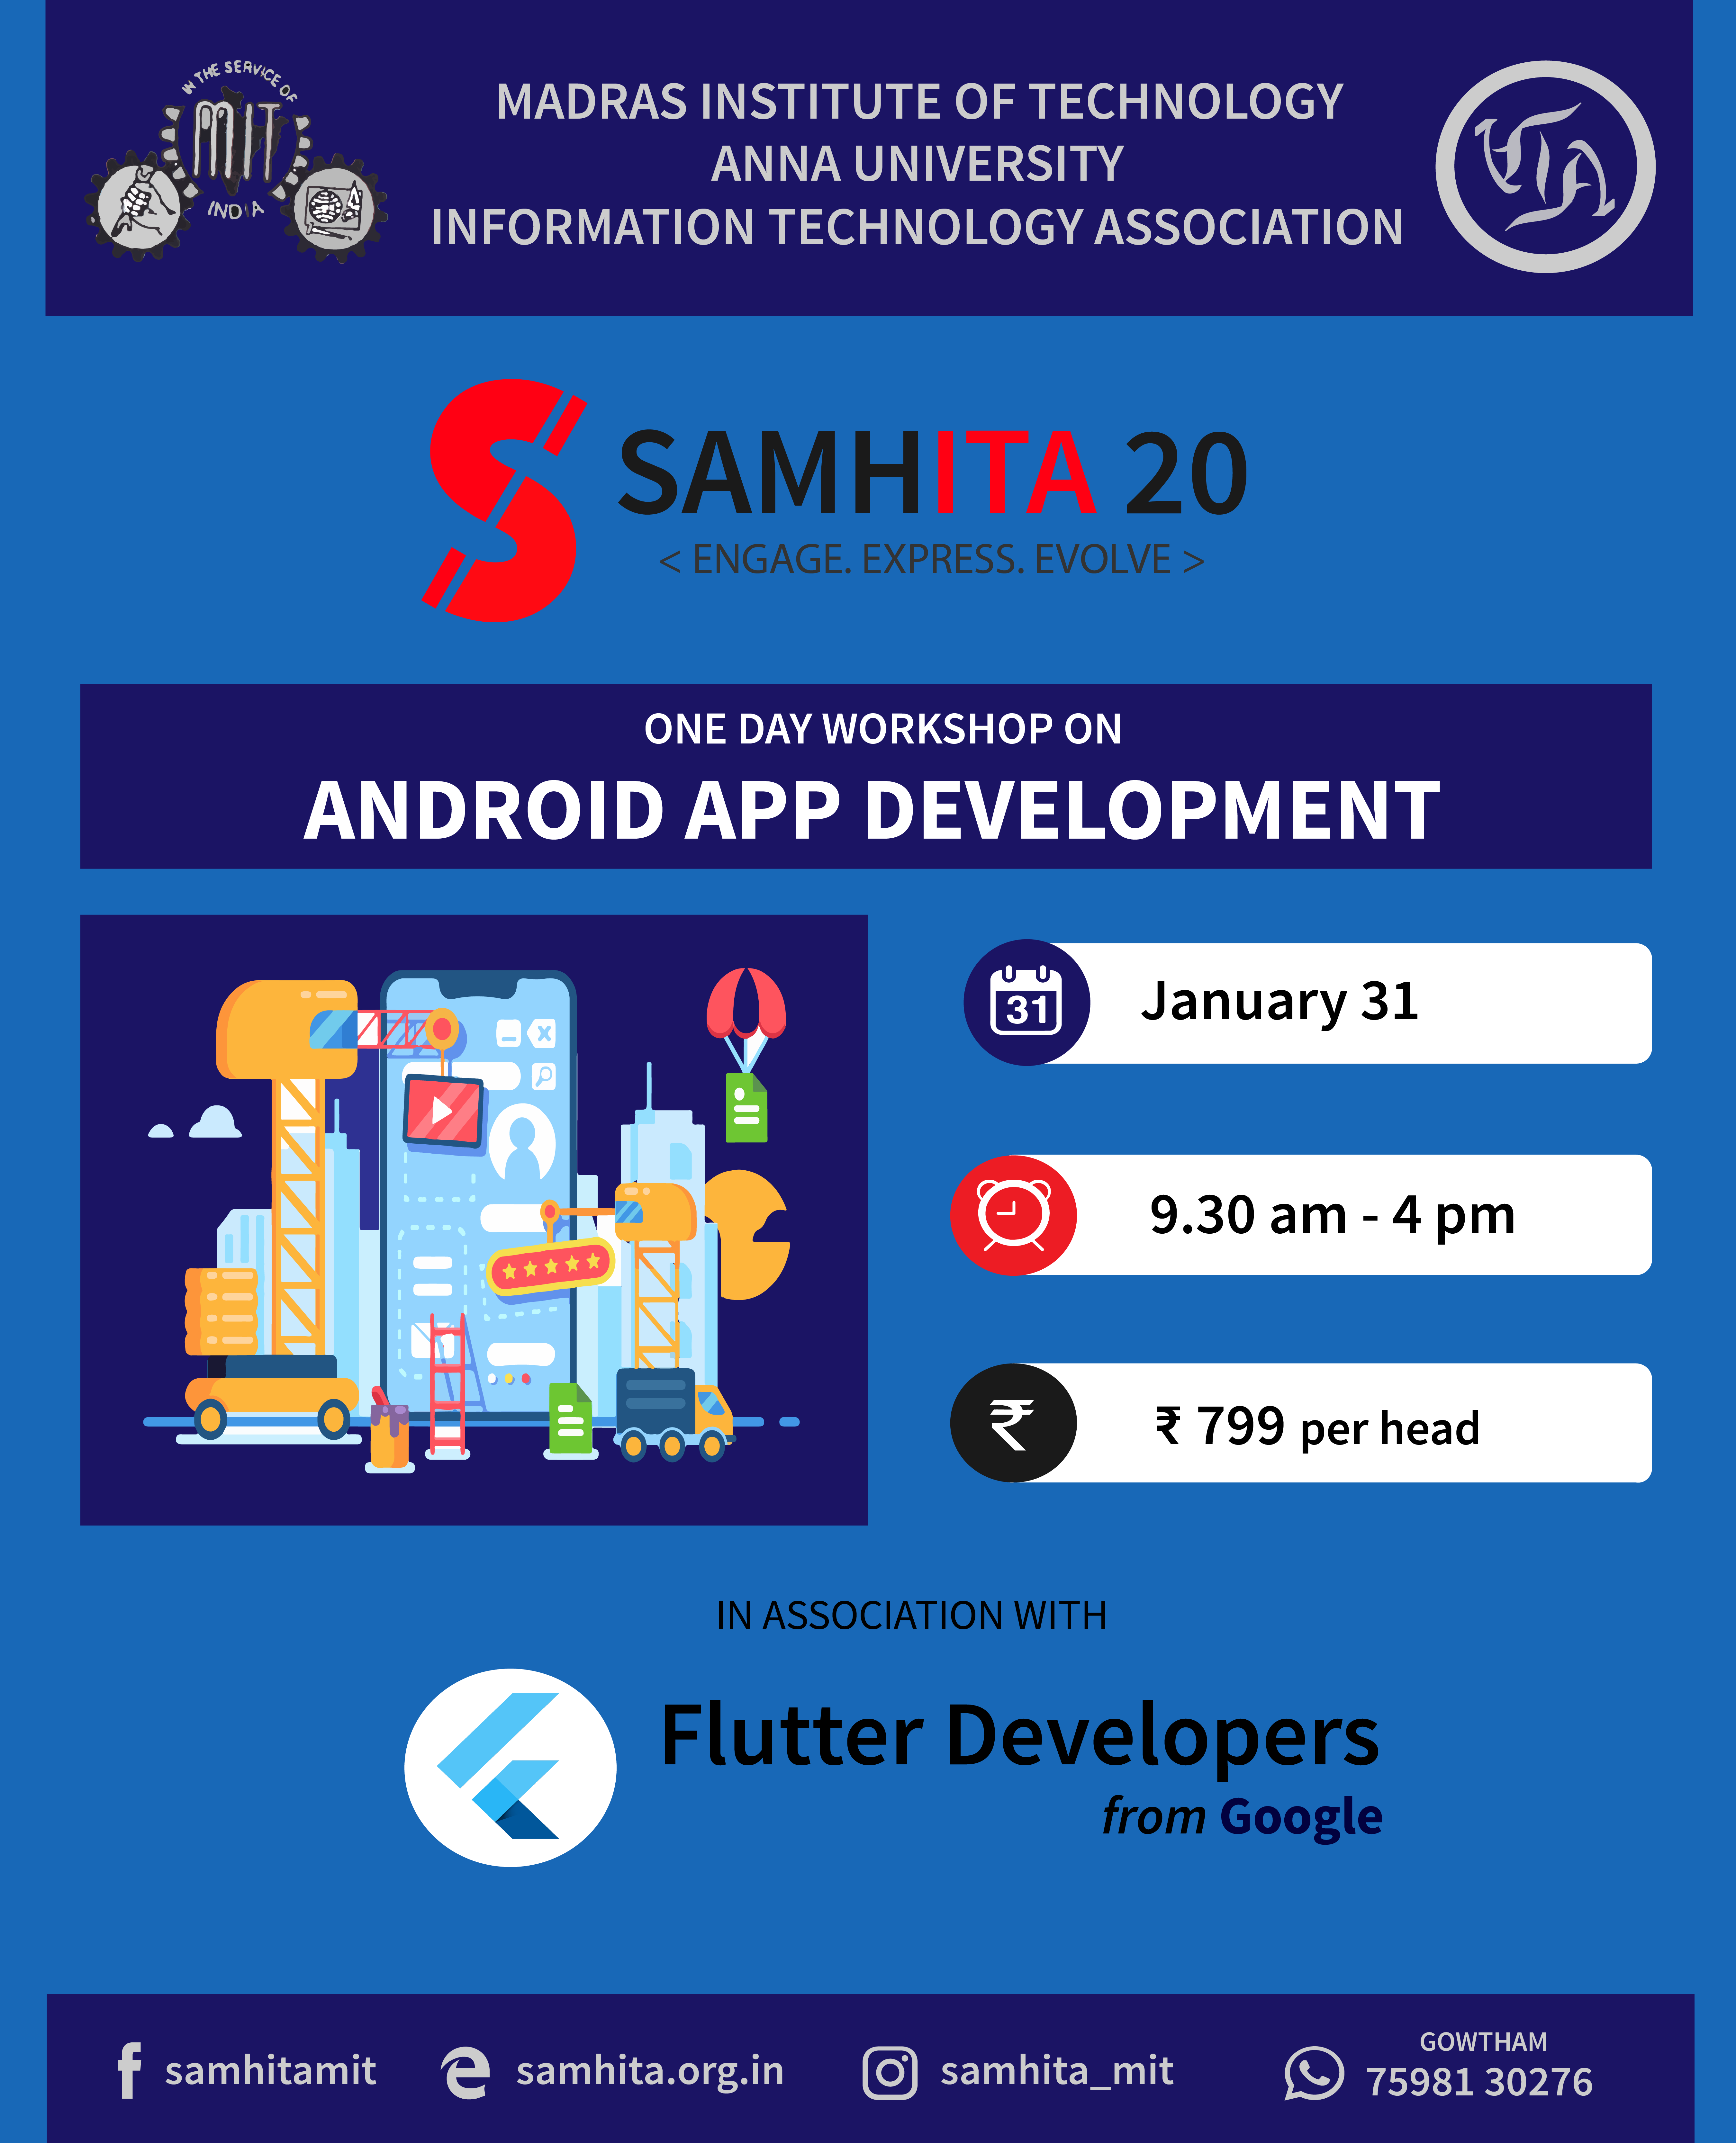 IN THE SERVICE OF
MIT
INDIA
MADRAS INSTITUTE OF TECHNOLOGY
ANNA UNIVERSITY
INFORMATION TECHNOLOGY ASSOCIATION
ITA
SAMHITA 20
< ENGAGE. EXPRESS. EVOLVE >
ONE DAY WORKSHOP ON
ANDROID APP DEVELOPMENT
31
January 31
9.30 am - 4 pm
₹
₹ 799 per head
IN ASSOCIATION WITH
Flutter Developers
from Google
samhitamit
samhita.org.in
samhita_mit
GOWTHAM
75981 30276